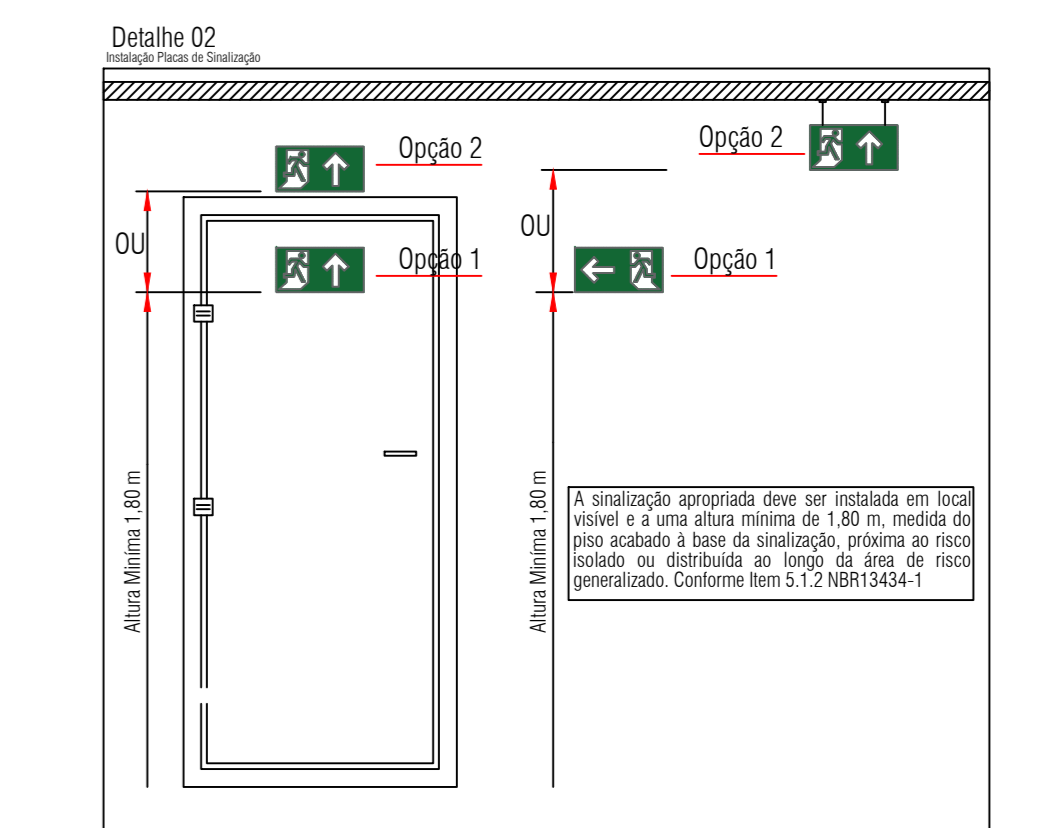 Detalhe 02
Instalação Placas de Sinalização
Opção 2
Opção 2
OU
OU
Opção 1
Opção 1
Altura Miníma 1,80 m
Altura Miníma 1,80 m
A sinalização apropriada deve ser instalada em local
visível e a uma altura mínima de 1,80 m, medida do
piso acabado à base da sinalização, próxima ao risco
isolado ou distribuída ao longo da área de risco
generalizado. Conforme Item 5.1.2 NBR13434-1